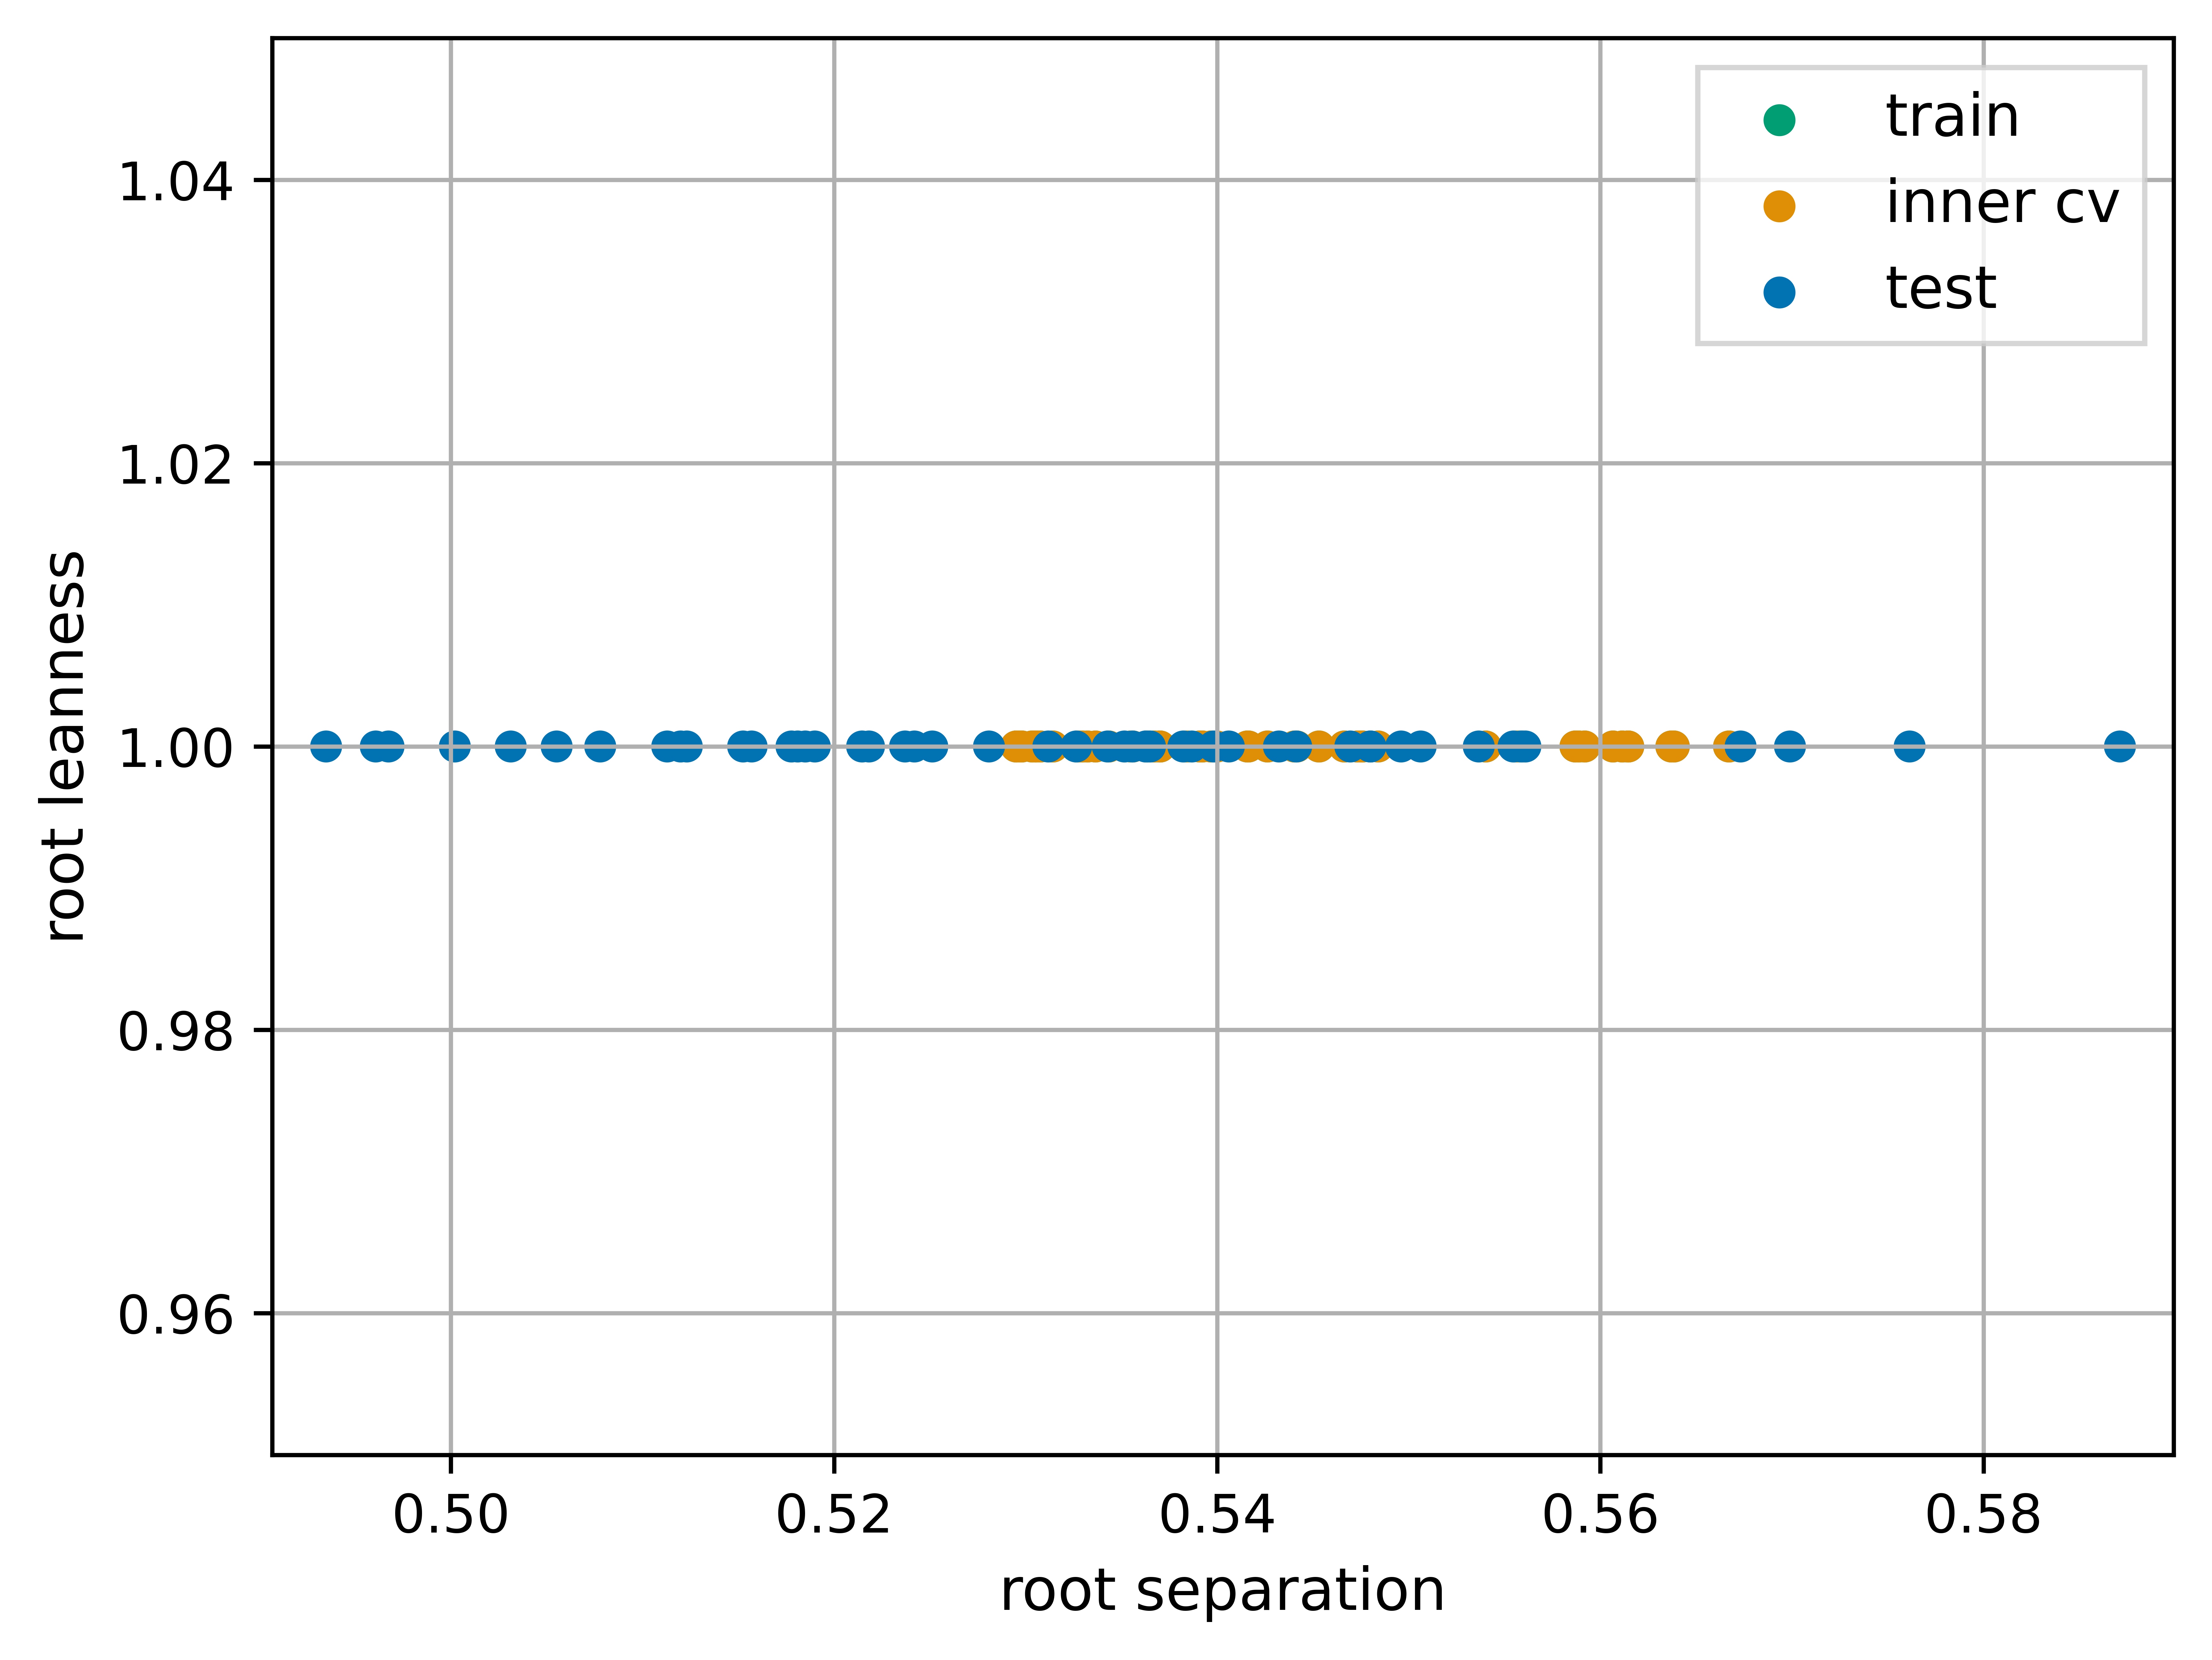 train
inner cv
test
root leanness
1.04
1.02
1.00
0.98
0.96
0.50 0.52 0.54 0.56 0.58
root separation